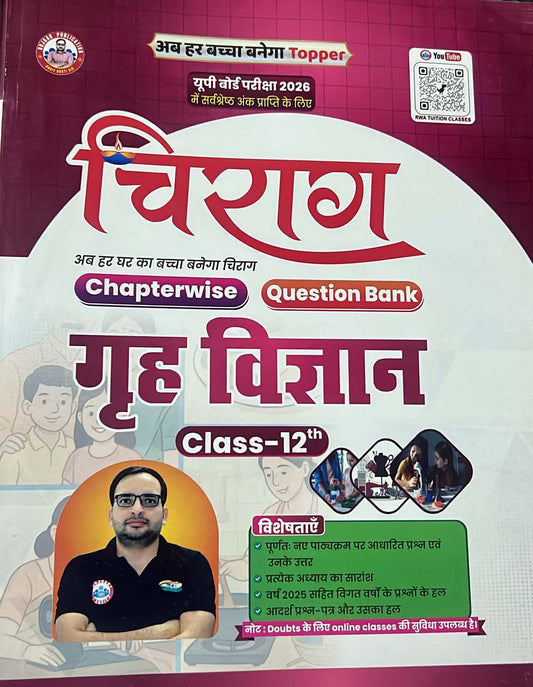 अब हर बच्चा बनेगा Topper
यूपी बोर्ड परीक्षा 2026
में सर्वश्रेष्ठ अंक प्राप्ति के लिए
YouTube
RWA TUITION CLASSES
चिराग
अब हर घर का बच्चा बनेगा चिराग
Chapterwise Question Bank
गृह विज्ञान
Class-12th
विशेषताएँ
पूर्णतः नए पाठ्यक्रम पर आधारित प्रश्न एवं
उनके उत्तर
प्रत्येक अध्याय का सारांश
वर्ष 2025 सहित विगत वर्षों के प्रश्नों के हल
आदर्श प्रश्न-पत्र और उसका हल
नोट : Doubts के लिए online classes की सुविधा उपलब्ध है।